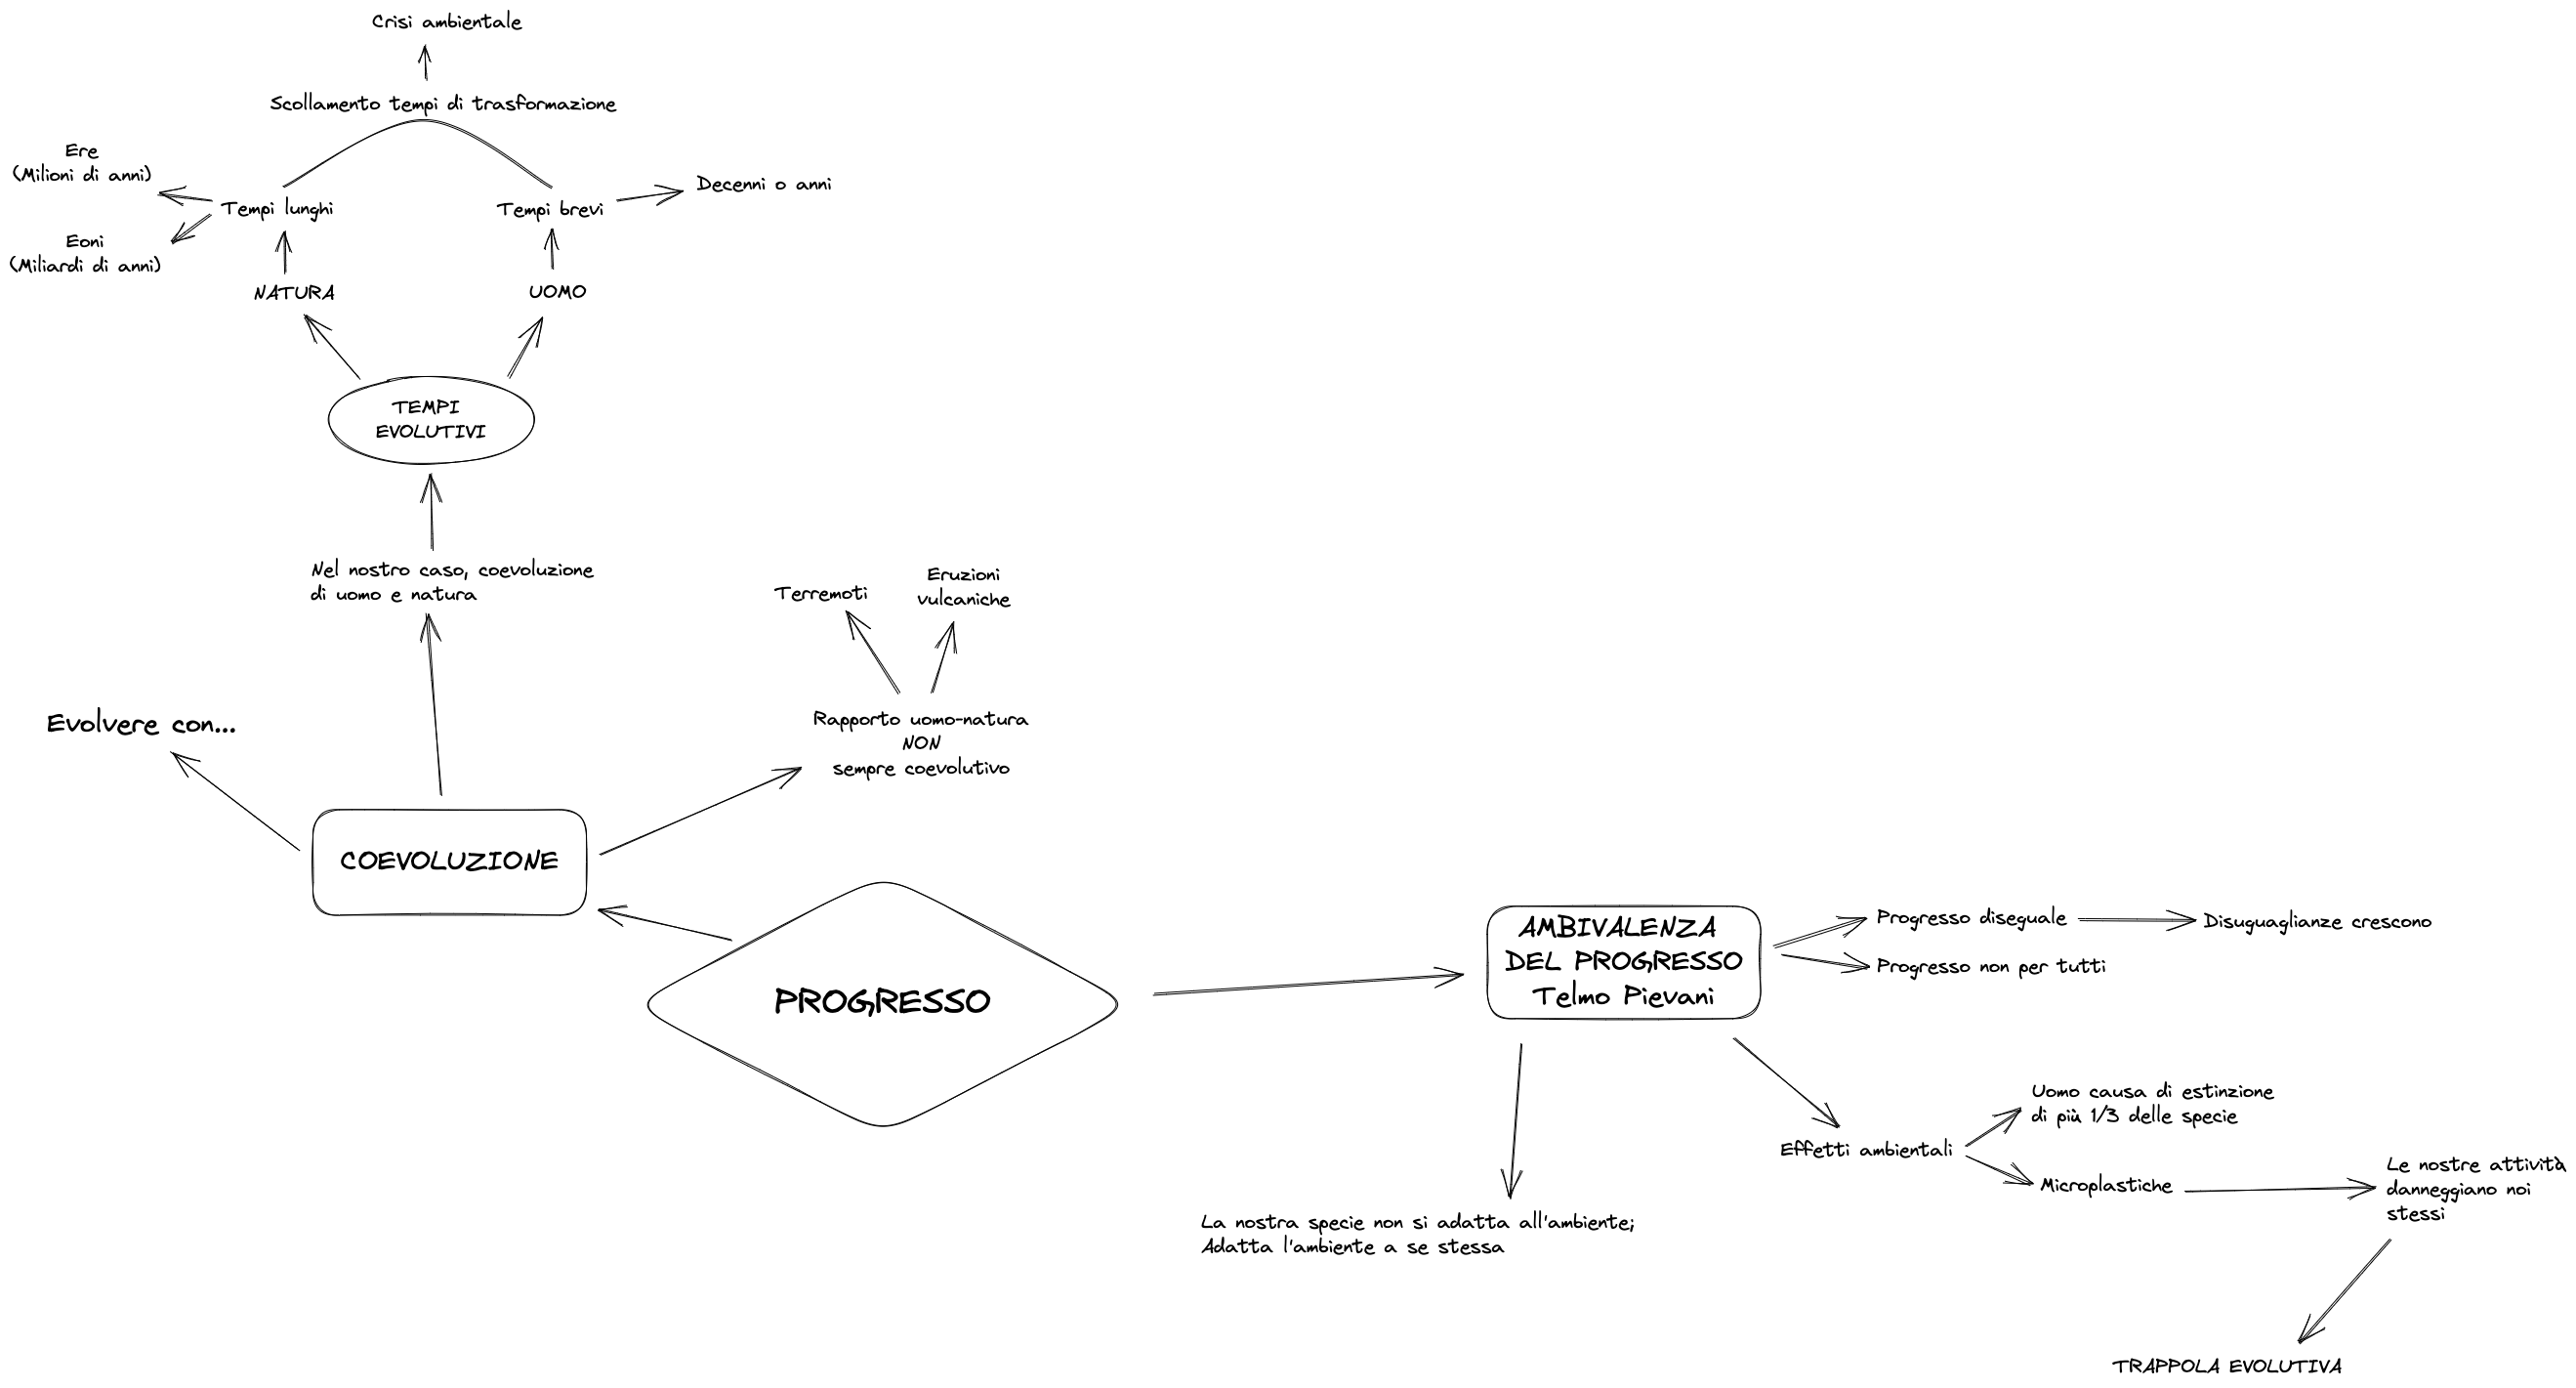 Crisi ambientale
Scollamento tempi di trasformazione
Ere
(Milioni di anni)
Tempi lunghi
Tempi brevi
Decenni o anni
Eoni
(Miliardi di anni)
NATURA
UOMO
TEMPI
EVOLUTIVI
Nel nostro caso, coevoluzione
di uomo e natura
Terremoti
Eruzioni
vulcaniche
Evolvere con...
Rapporto uomo-natura
NON
sempre coevolutivo
COEVOLUZIONE
PROGRESSO
AMBIVALENZA
DEL PROGRESSO
Telmo Pievani
Progresso diseguale
Disuguaglianze crescono
Progresso non per tutti
Effetti ambientali
Uomo causa di estinzione
di più 1/3 delle specie
Microplastiche
Le nostre attività
danneggiano noi
stessi
La nostra specie non si adatta all'ambiente;
Adatta l'ambiente a se stessa
TRAPPOLA EVOLUTIVA